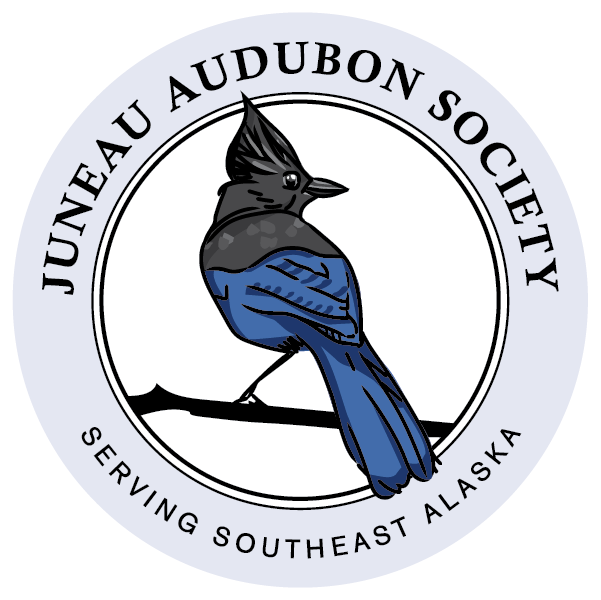 JUNEAU AUDUBON SOCIETY
SERVING SOUTHEAST ALASKA